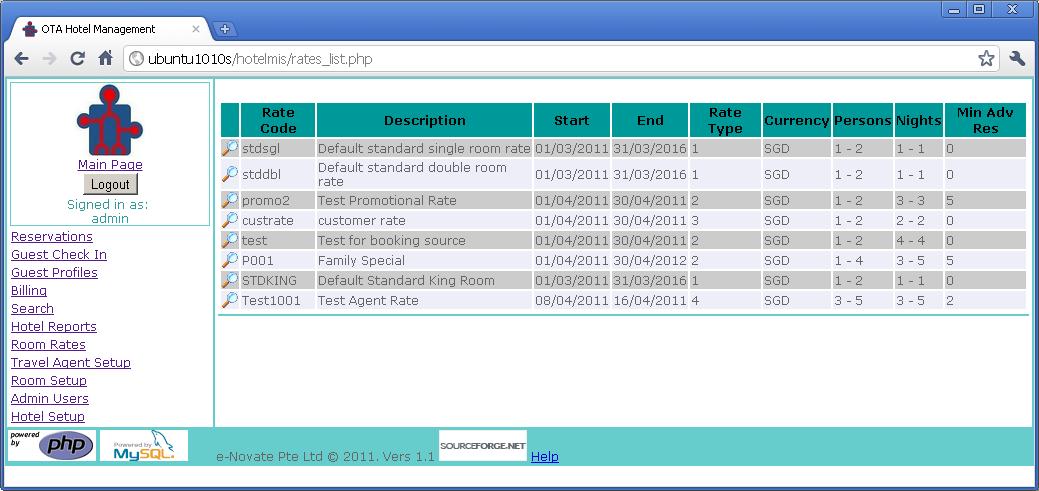 OTA Hotel Management
ubuntu1010s/hotelmis/rates_list.php
Main Page
Logout
Signed in as:
admin
Reservations
Guest Check In
Guest Profiles
Billing
Search
Hotel Reports
Room Rates
Travel Agent Setup
Room Setup
Admin Users
Hotel Setup
Rate Code Description Start End Rate Type Currency Persons Nights Min Adv Res
stdsgl Default standard single room rate 01/03/2011 31/03/2016 1 SGD 1 - 2 1 - 1 0
stddbl Default standard double room rate 01/03/2011 31/03/2016 1 SGD 1 - 2 1 - 1 0
promo2 Test Promotional Rate 01/04/2011 30/04/2011 2 SGD 1 - 2 3 - 3 5
custrate customer rate 01/04/2011 30/04/2011 3 SGD 1 - 2 2 - 2 0
test Test for booking source 01/04/2011 30/04/2011 2 SGD 1 - 2 4 - 4 0
P001 Family Special 01/04/2011 30/04/2012 2 SGD 1 - 4 3 - 5 5
STDKING Default Standard King Room 01/03/2011 31/03/2016 1 SGD 1 - 2 1 - 1 0
Test1001 Test Agent Rate 08/04/2011 16/04/2011 4 SGD 3 - 5 3 - 5 2
powered by php Powered by MySQL. e-Novate Pte Ltd © 2011. Vers 1.1 SOURCEFORGE.NET Help